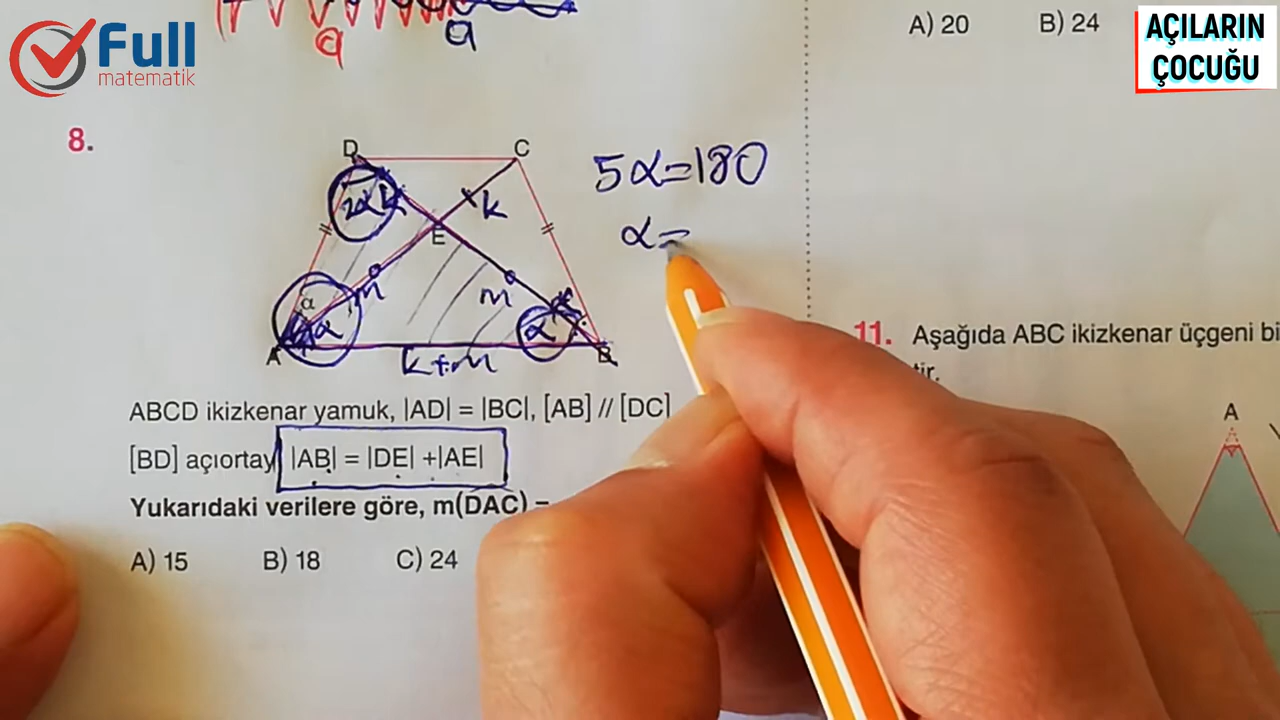 Full
matematik
AÇILARIN
ÇOCUĞU
a
a
A) 20 B) 24
8.
D C
E
A B
2α k
k
m
m
α
α
α
k+m
5α=180
α=
ABCD ikizkenar yamuk, |AD| = |BC|, [AB] // [DC]
[BD] açıortay |AB| = |DE| +|AE|
Yukarıdaki verilere göre, m(DAC) =
A) 15 B) 18 C) 24
11. Aşağıda ABC ikizkenar üçgeni bi
tir.
A